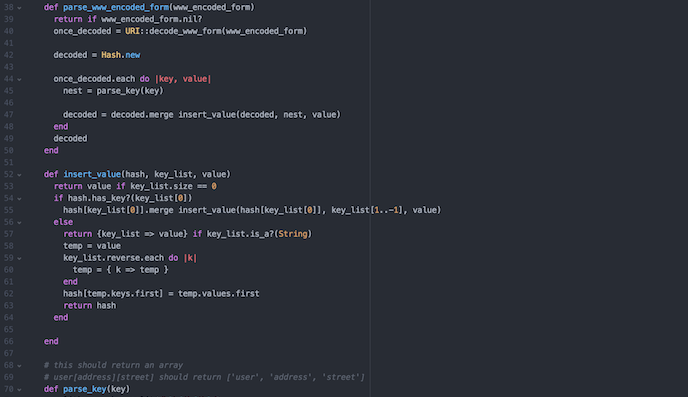 38 def parse_www_encoded_form(www_encoded_form)
39 return if www_encoded_form.nil?
40 once_decoded = URI::decode_www_form(www_encoded_form)
41
42 decoded = Hash.new
43
44 once_decoded.each do |key, value|
45 nest = parse_key(key)
46
47 decoded = decoded.merge insert_value(decoded, nest, value)
48 end
49 decoded
50 end
51
52 def insert_value(hash, key_list, value)
53 return value if key_list.size == 0
54 if hash.has_key?(key_list[0])
55 hash[key_list[0]].merge insert_value(hash[key_list[0]], key_list[1..-1], value)
56 else
57 return {key_list => value} if key_list.is_a?(String)
58 temp = value
59 key_list.reverse.each do |k|
60 temp = { k => temp }
61 end
62 hash[temp.keys.first] = temp.values.first
63 return hash
64 end
65
66 end
67
68 # this should return an array
69 # user[address][street] should return ['user', 'address', 'street']
70 def parse_key(key)